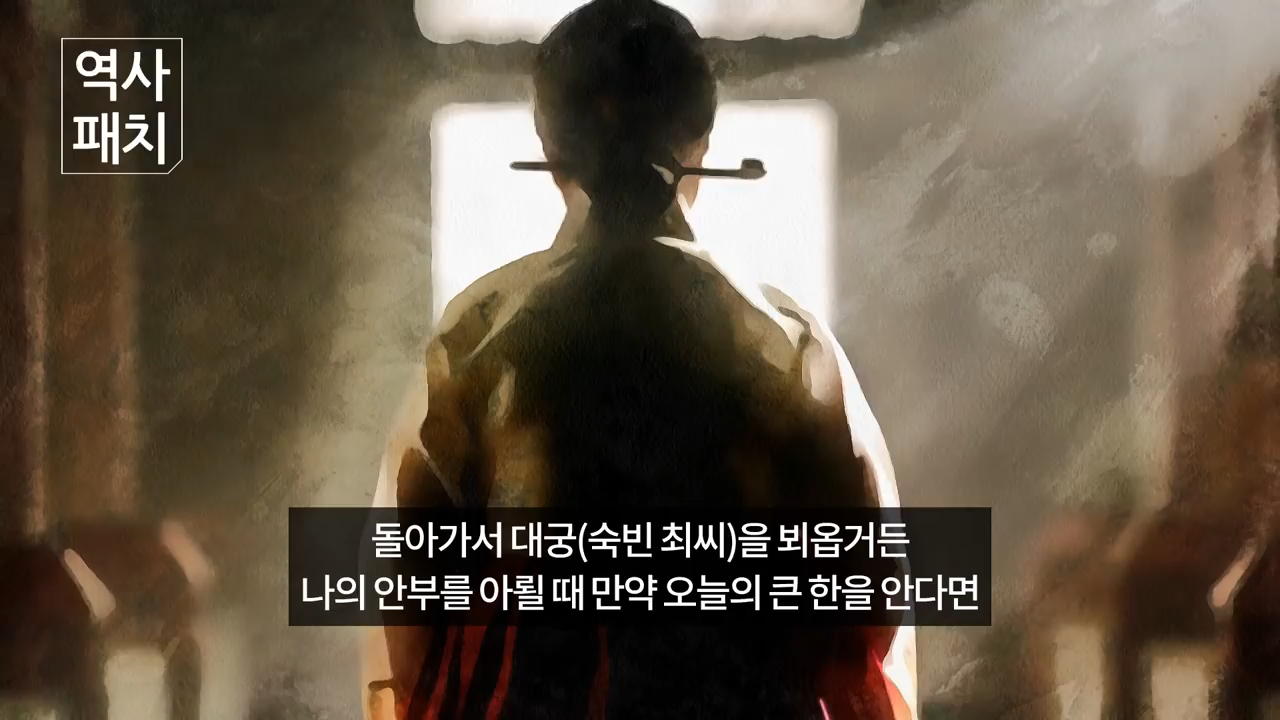 역사
패치
돌아가서 대궁(숙빈 최씨)을 뵈옵거든
나의 안부를 아뢸 때 만약 오늘의 큰 한을 안다면